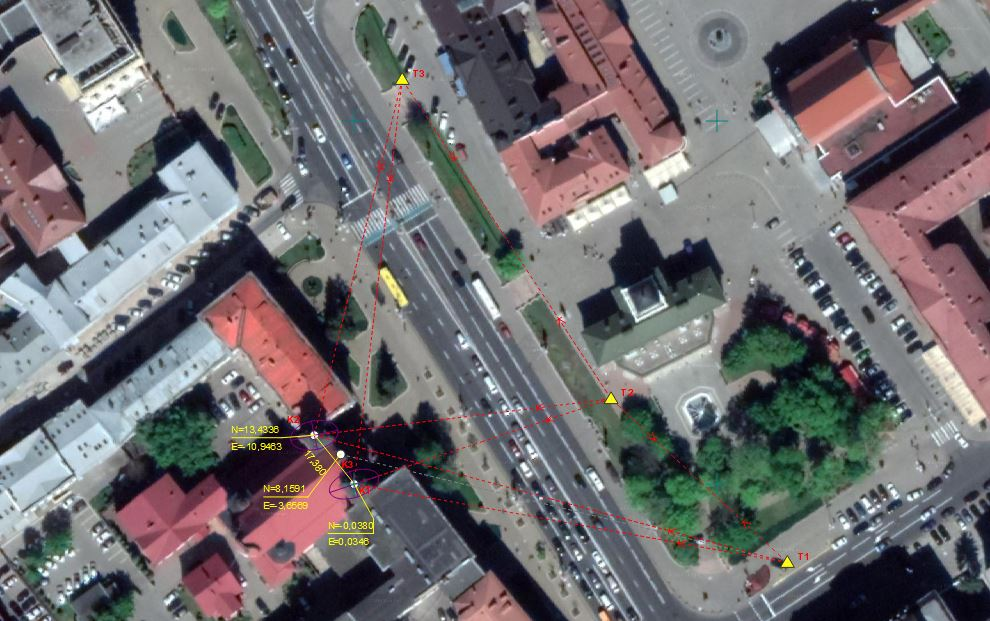 T3
T2
K2
N=13,4336
E=-10,9463
K3
17,380
K1
N=8,1591
E=-3,6569
N=-0,0380
E=0,0346
T1